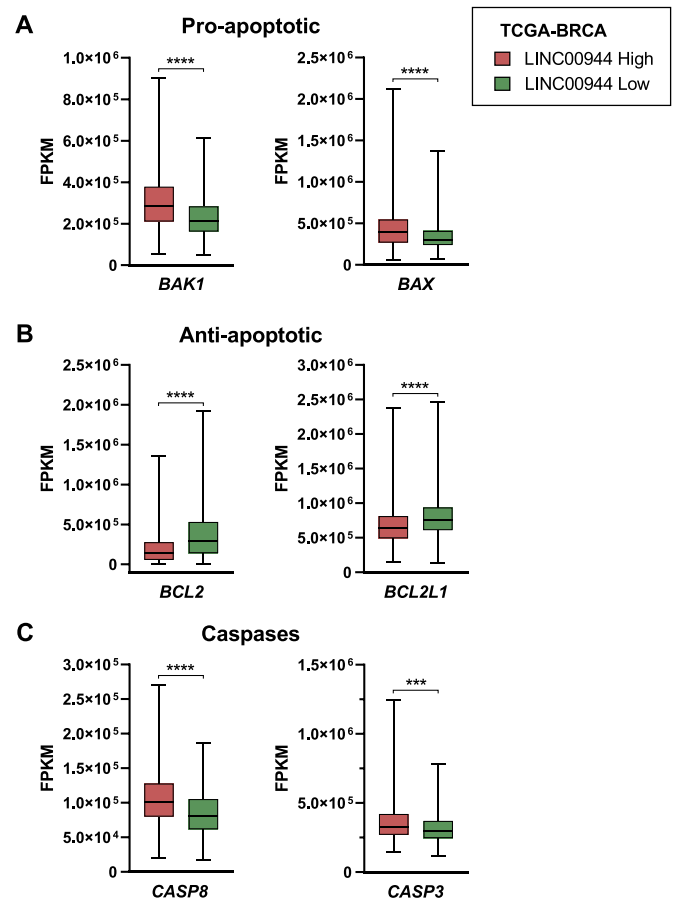 A
Pro-apoptotic
TCGA-BRCA
LINC00944 High
LINC00944 Low
FPKM
1.0×10⁶
8.0×10⁵
6.0×10⁵
4.0×10⁵
2.0×10⁵
0
****
BAK1
FPKM
2.5×10⁶
2.0×10⁶
1.5×10⁶
1.0×10⁶
5.0×10⁵
0
****
BAX
B
Anti-apoptotic
FPKM
2.5×10⁶
2.0×10⁶
1.5×10⁶
1.0×10⁶
5.0×10⁵
0
****
BCL2
FPKM
3.0×10⁶
2.5×10⁶
2.0×10⁶
1.5×10⁶
1.0×10⁶
5.0×10⁵
0
****
BCL2L1
C
Caspases
FPKM
3.0×10⁵
2.5×10⁵
2.0×10⁵
1.5×10⁵
1.0×10⁵
5.0×10⁴
0
****
CASP8
FPKM
1.5×10⁶
1.0×10⁶
5.0×10⁵
0
***
CASP3